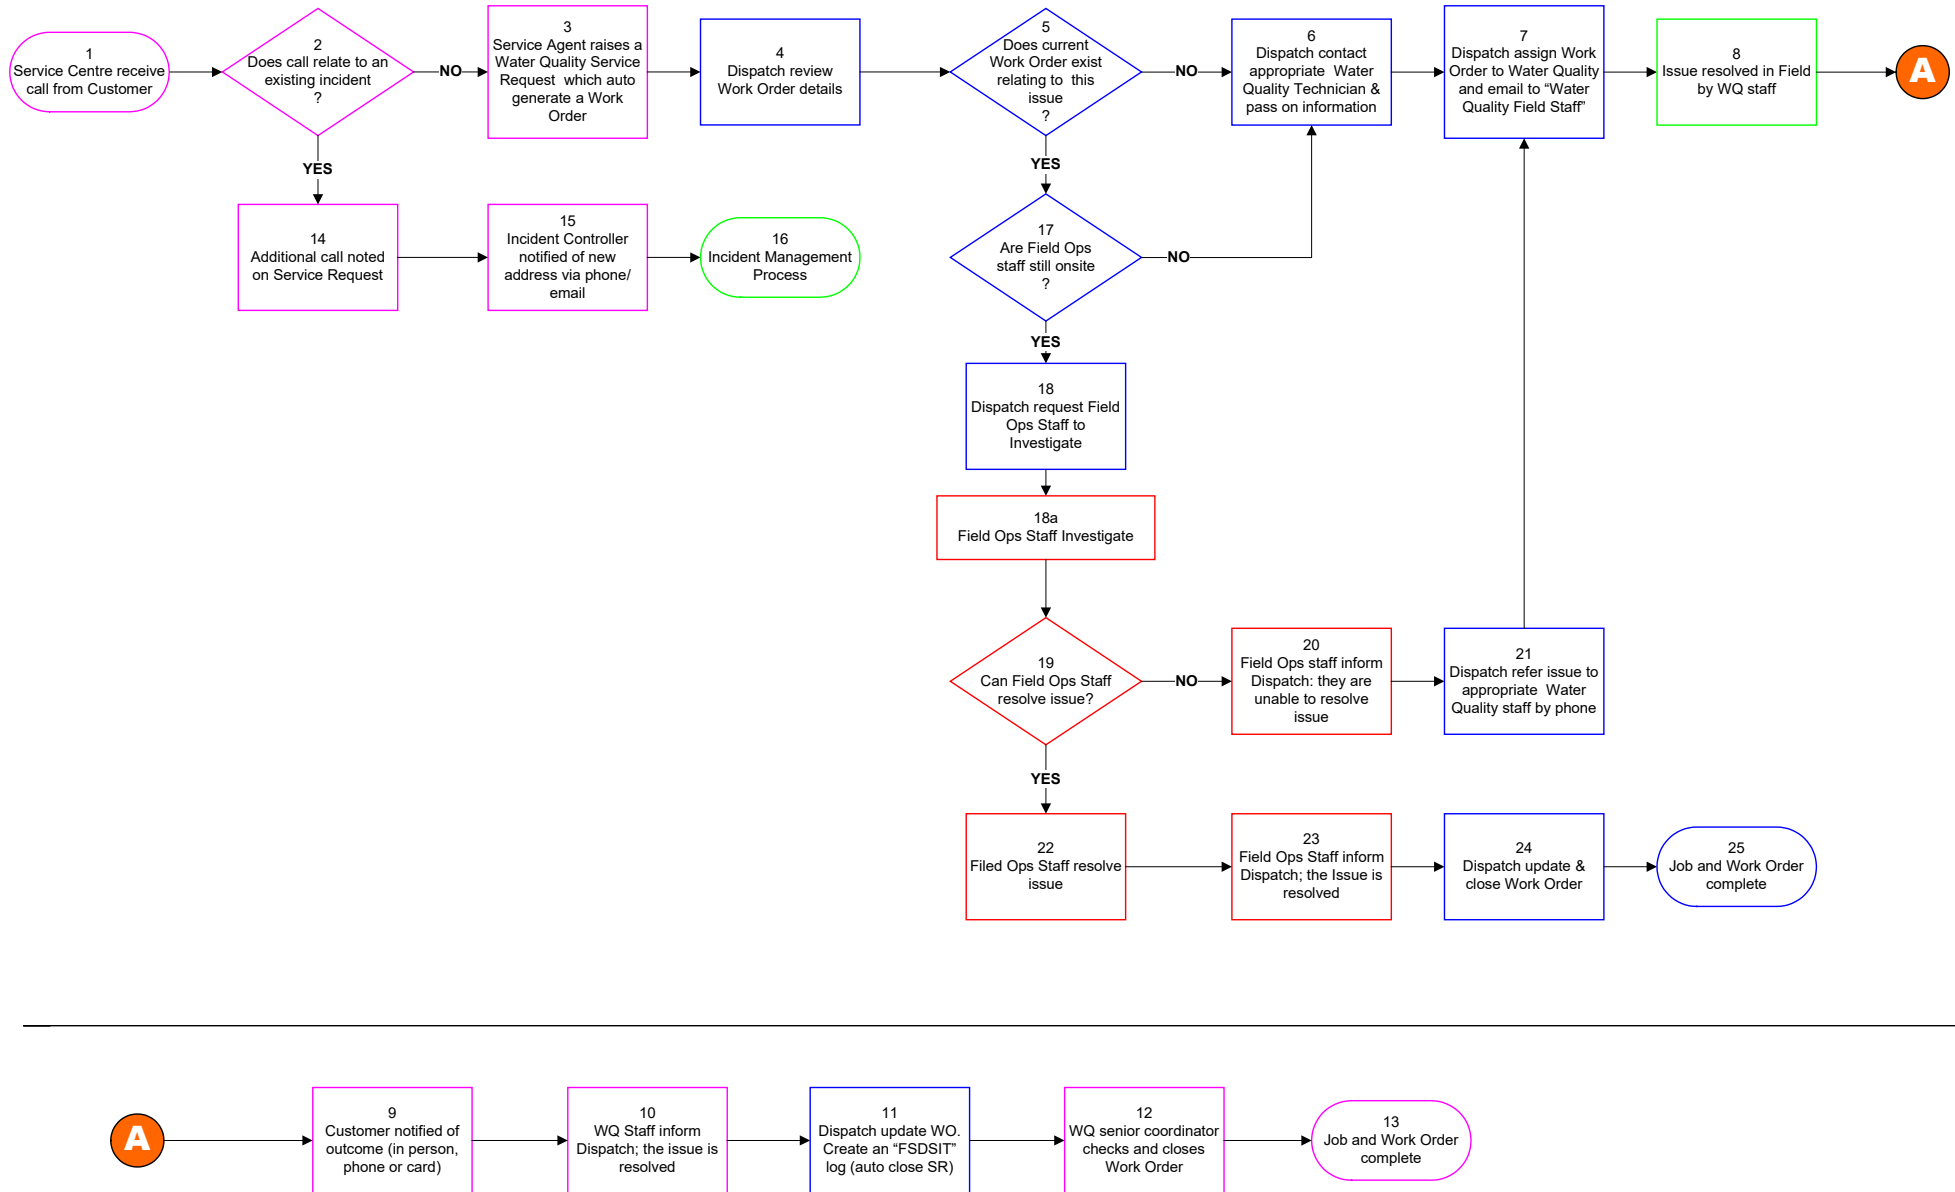 1
Service Centre receive
call from Customer
2
Does call relate to an
existing incident
?
NO
3
Service Agent raises a
Water Quality Service
Request which auto
generate a Work
Order
4
Dispatch review
Work Order details
5
Does current
Work Order exist
relating to this
issue
?
NO
6
Dispatch contact
appropriate Water
Quality Technician &
pass on information
7
Dispatch assign Work
Order to Water Quality
and email to “Water
Quality Field Staff”
8
Issue resolved in Field
by WQ staff
A
YES
YES
14
Additional call noted
on Service Request
15
Incident Controller
notified of new
address via phone/
email
16
Incident Management
Process
17
Are Field Ops
staff still onsite
?
NO
YES
18
Dispatch request Field
Ops Staff to
Investigate
18a
Field Ops Staff Investigate
19
Can Field Ops Staff
resolve issue?
NO
20
Field Ops staff inform
Dispatch: they are
unable to resolve
issue
21
Dispatch refer issue to
appropriate Water
Quality staff by phone
YES
22
Filed Ops Staff resolve
issue
23
Field Ops Staff inform
Dispatch; the Issue is
resolved
24
Dispatch update &
close Work Order
25
Job and Work Order
complete
A
9
Customer notified of
outcome (in person,
phone or card)
10
WQ Staff inform
Dispatch; the issue is
resolved
11
Dispatch update WO.
Create an “FSDSIT”
log (auto close SR)
12
WQ senior coordinator
checks and closes
Work Order
13
Job and Work Order
complete